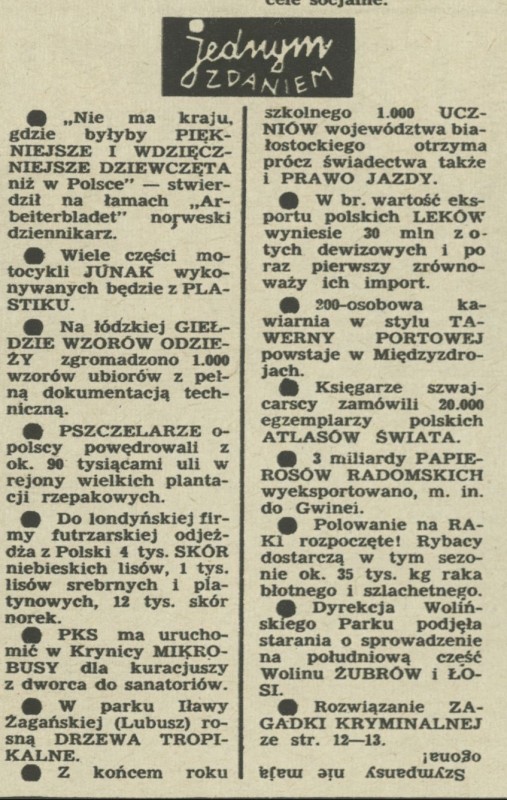 cele socjalne.
jednym
ZDANIEM
● „Nie ma kraju,
gdzie byłyby PIĘK-
NIEJSZE I WDZIĘCZ-
NIEJSZE DZIEWCZĘTA
niż w Polsce" — stwier-
dził na łamach „Ar-
beiterbladet" norweski
dziennikarz.
● Wiele części mo-
tocykli JUNAK wyko-
nywanych będzie z PLA-
STIKU.
● Na łódzkiej GIEŁ-
DZIE WZORÓW ODZIE-
ŻY zgromadzono 1.000
wzorów ubiorów z peł-
ną dokumentacją tech-
niczną.
● PSZCZELARZE o-
polscy powędrowali z
ok. 90 tysiącami uli w
rejony wielkich planta-
cji rzepakowych.
● Do londyńskiej fir-
my futrzarskiej odjeż-
dża z Polski 4 tys. SKÓR
niebieskich lisów, 1 tys.
lisów srebrnych i pla-
tynowych, 12 tys. skór
norek.
● PKS ma urucho-
mić w Krynicy MIKRO-
BUSY dla kuracjuszy
z dworca do sanatoriów.
● W parku Iławy
Żagańskiej (Lubusz) ro-
sną DRZEWA TROPI-
KALNE.
● Z końcem roku
szkolnego 1.000 UCZ-
NIÓW województwa bia-
łostockiego otrzyma
prócz świadectwa także
i PRAWO JAZDY.
● W br. wartość eks-
portu polskich LEKÓW
wyniesie 30 mln zo-
tych dewizowych i po
raz pierwszy zrówno-
waży ich import.
● 200-osobowa ka-
wiarnia w stylu TA-
WERNY PORTOWEJ
powstaje w Międzyzdro-
jach.
● Księgarze szwaj-
carscy zamówili 20.000
egzemplarzy polskich
ATLASÓW ŚWIATA.
● 3 miliardy PAPIE-
ROSÓW RADOMSKICH
wyeksportowano, m. in.
do Gwinei.
● Polowanie na RA-
KI rozpoczęte! Rybacy
dostarczą w tym sezo-
nie ok. 35 tys. kg raka
błotnego i szlachetnego.
● Dyrekcja Woliń-
skiego Parku podjęła
starania o sprowadzenie
na południową cześć
Wolinu ŻUBRÓW i ŁO-
SI.
● Rozwiązanie ZA-
GADKI KRYMINALNEJ
ze str. 12—13.
Szympansy nie mają
ogona!